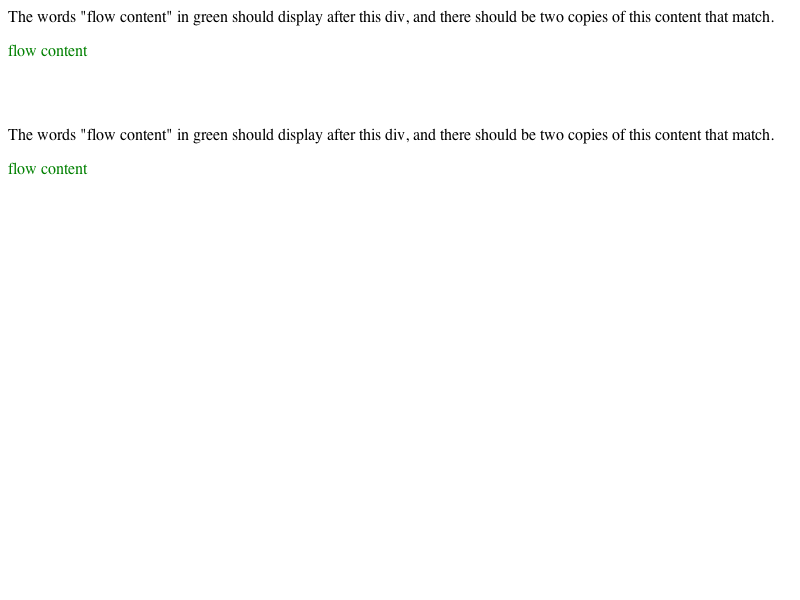 The words "flow content" in green should display after this div, and there should be two copies of this content that match.
flow content
The words "flow content" in green should display after this div, and there should be two copies of this content that match.
flow content